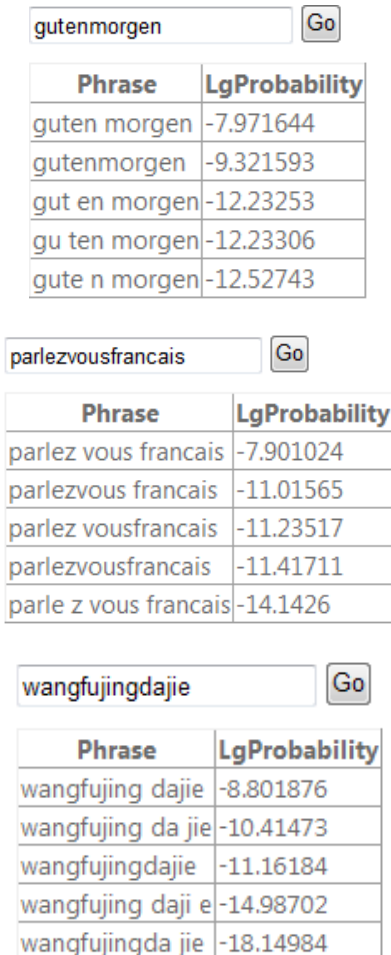 gutenmorgen Go
Phrase LgProbability
guten morgen -7.971644
gutenmorgen -9.321593
gut en morgen -12.23253
gu ten morgen -12.23306
gute n morgen -12.52743
parlezvousfrancais Go
Phrase LgProbability
parlez vous francais -7.901024
parlezvous francais -11.01565
parlez vousfrancais -11.23517
parlezvousfrancais -11.41711
parle z vous francais -14.1426
wangfujingdajie Go
Phrase LgProbability
wangfujing dajie -8.801876
wangfujing da jie -10.41473
wangfujingdajie -11.16184
wangfujing daji e -14.98702
wangfujingda jie -18.14984